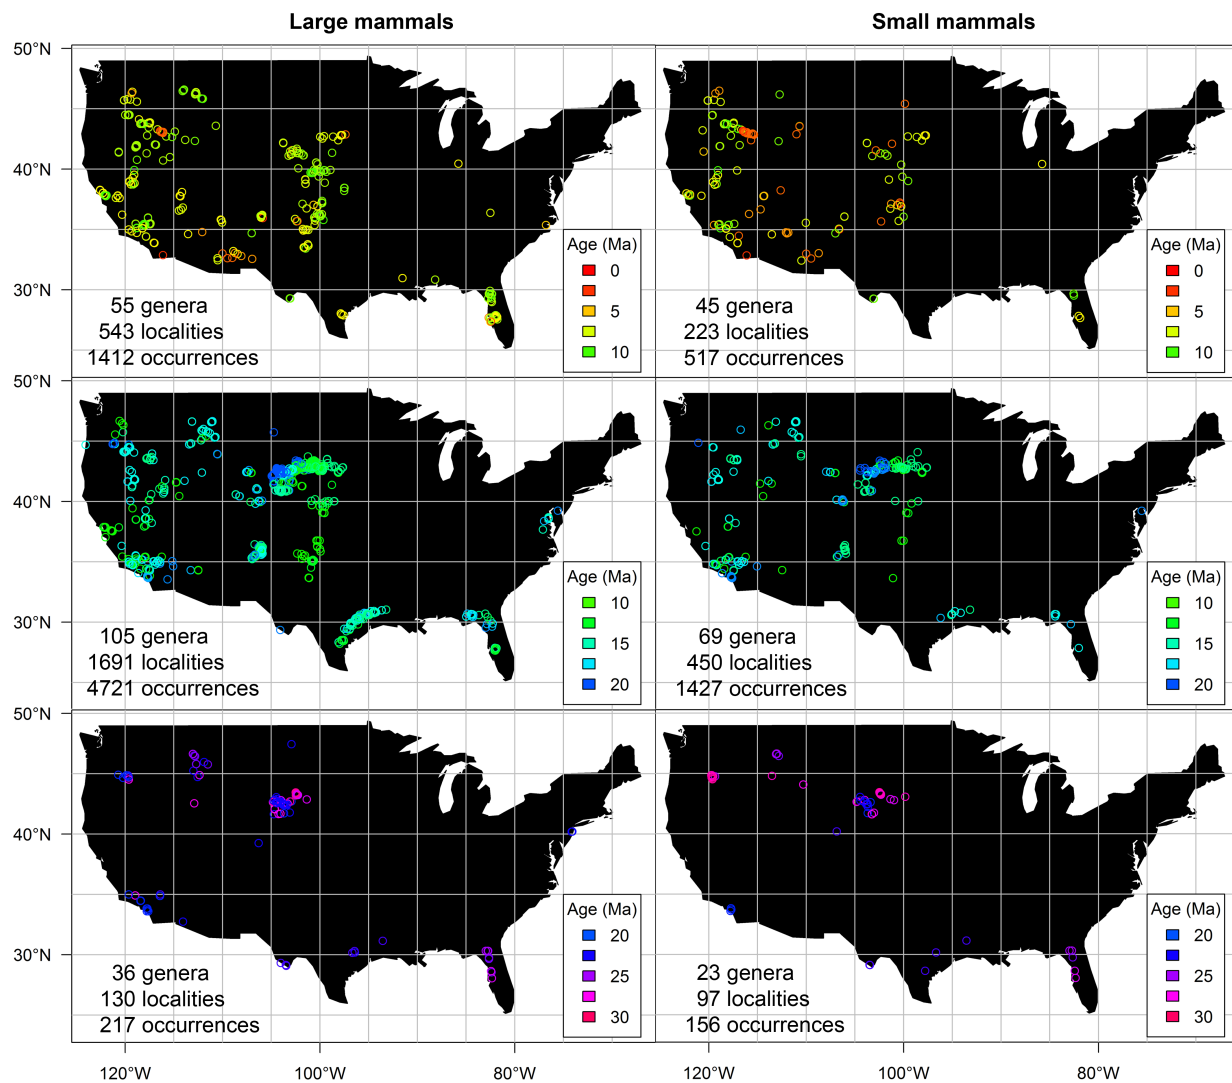 Large mammals
Small mammals
50°N
40°N
30°N
55 genera
543 localities
1412 occurrences
Age (Ma)
0
5
10
45 genera
223 localities
517 occurrences
Age (Ma)
0
5
10
50°N
40°N
30°N
105 genera
1691 localities
4721 occurrences
Age (Ma)
10
15
20
69 genera
450 localities
1427 occurrences
Age (Ma)
10
15
20
50°N
40°N
30°N
36 genera
130 localities
217 occurrences
Age (Ma)
20
25
30
23 genera
97 localities
156 occurrences
Age (Ma)
20
25
30
120°W 100°W 80°W
120°W 100°W 80°W